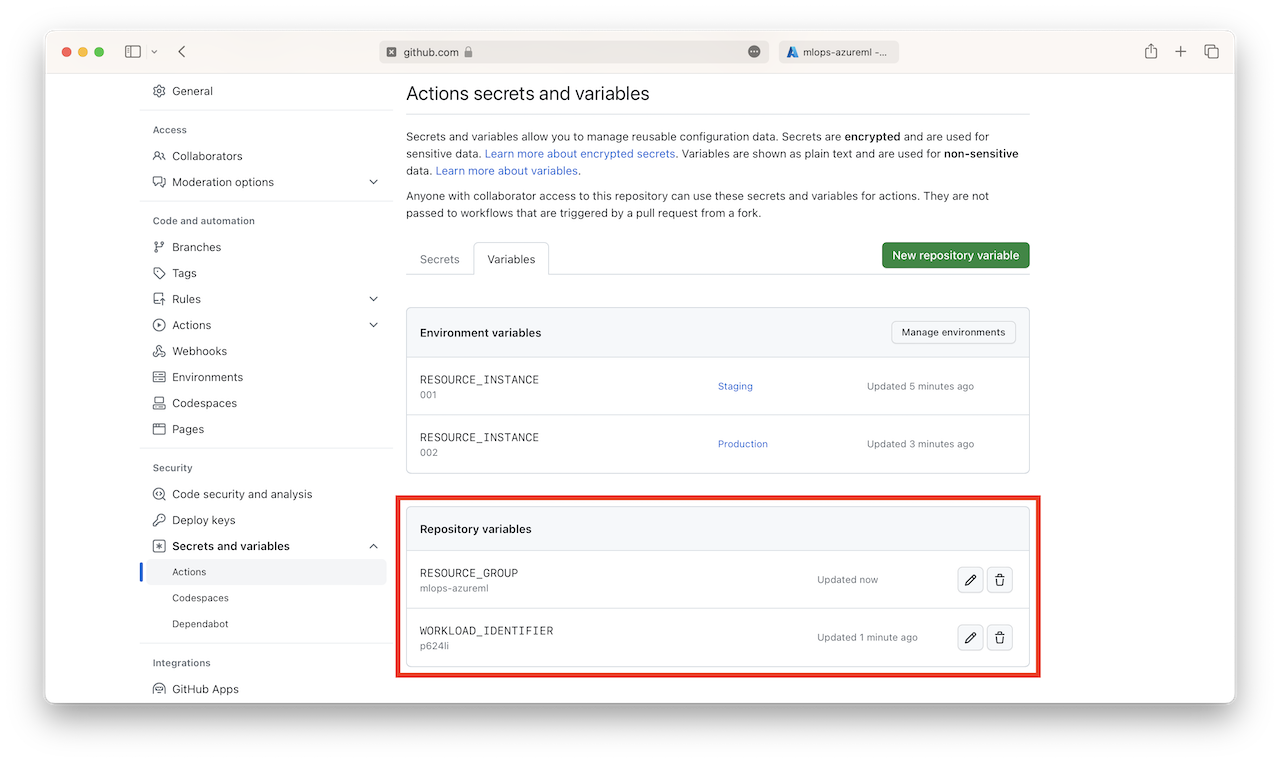 github.com
mlops-azureml -...
General
Access
Collaborators
Moderation options
Code and automation
Branches
Tags
Rules
Actions
Webhooks
Environments
Codespaces
Pages
Security
Code security and analysis
Deploy keys
Secrets and variables
Actions
Codespaces
Dependabot
Integrations
GitHub Apps
Actions secrets and variables
Secrets and variables allow you to manage reusable configuration data. Secrets are encrypted and are used for
sensitive data. Learn more about encrypted secrets. Variables are shown as plain text and are used for non-sensitive
data. Learn more about variables.
Anyone with collaborator access to this repository can use these secrets and variables for actions. They are not
passed to workflows that are triggered by a pull request from a fork.
Secrets Variables New repository variable
Environment variables Manage environments
RESOURCE_INSTANCE
001
Staging Updated 5 minutes ago
RESOURCE_INSTANCE
002
Production Updated 3 minutes ago
Repository variables
RESOURCE_GROUP
mlops-azureml
Updated now
WORKLOAD_IDENTIFIER
p624li
Updated 1 minute ago